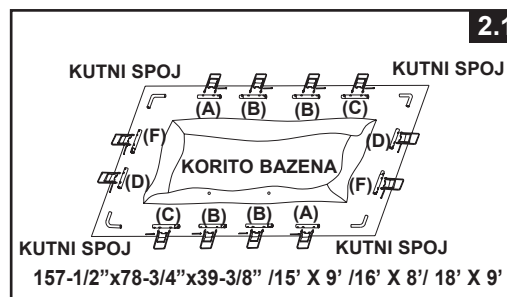 2.1
KUTNI SPOJ KUTNI SPOJ
(A) (B) (B) (C)
(F) (D)
KORITO BAZENA
(D) (F)
(C) (B) (B) (A)
KUTNI SPOJ KUTNI SPOJ
157-1/2”x78-3/4”x39-3/8” /15’ X 9’ /16’ X 8’/ 18’ X 9’